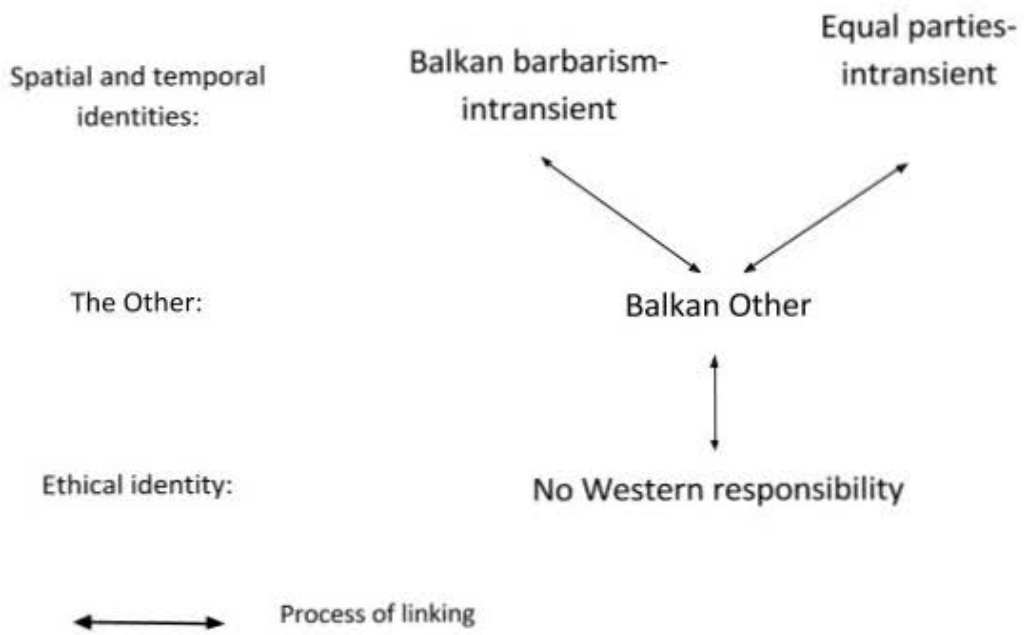 Spatial and temporal
identities:
Balkan barbarism-
intransient
Equal parties-
intransient
The Other:
Balkan Other
Ethical identity:
No Western responsibility
Process of linking